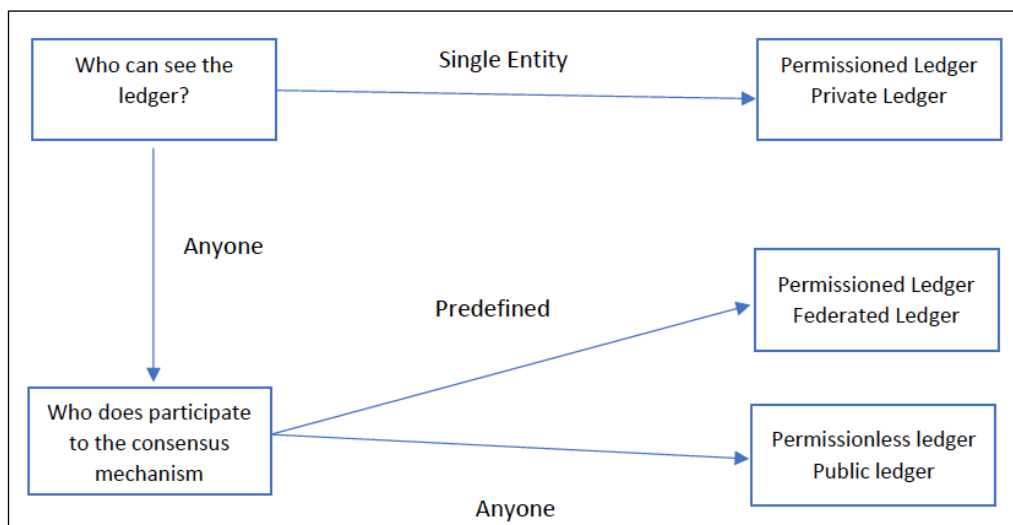 Who can see the
ledger?
Single Entity
Permissioned Ledger
Private Ledger
Anyone
Predefined
Permissioned Ledger
Federated Ledger
Who does participate
to the consensus
mechanism
Permissionless ledger
Public ledger
Anyone